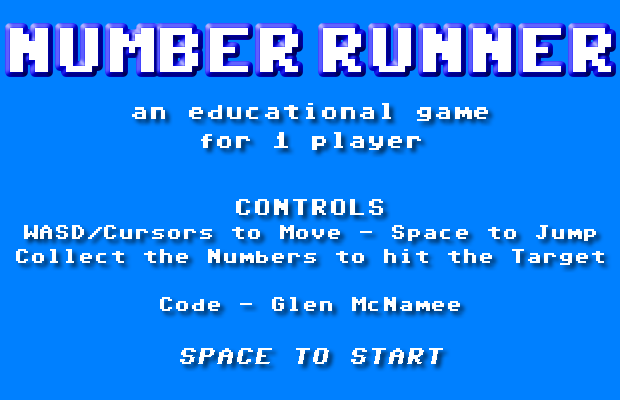 NUMBER RUNNER
an educational game
for 1 player
CONTROLS
WASD/Cursors to Move - Space to Jump
Collect the Numbers to hit the Target
Code - Glen McNamee
SPACE TO START